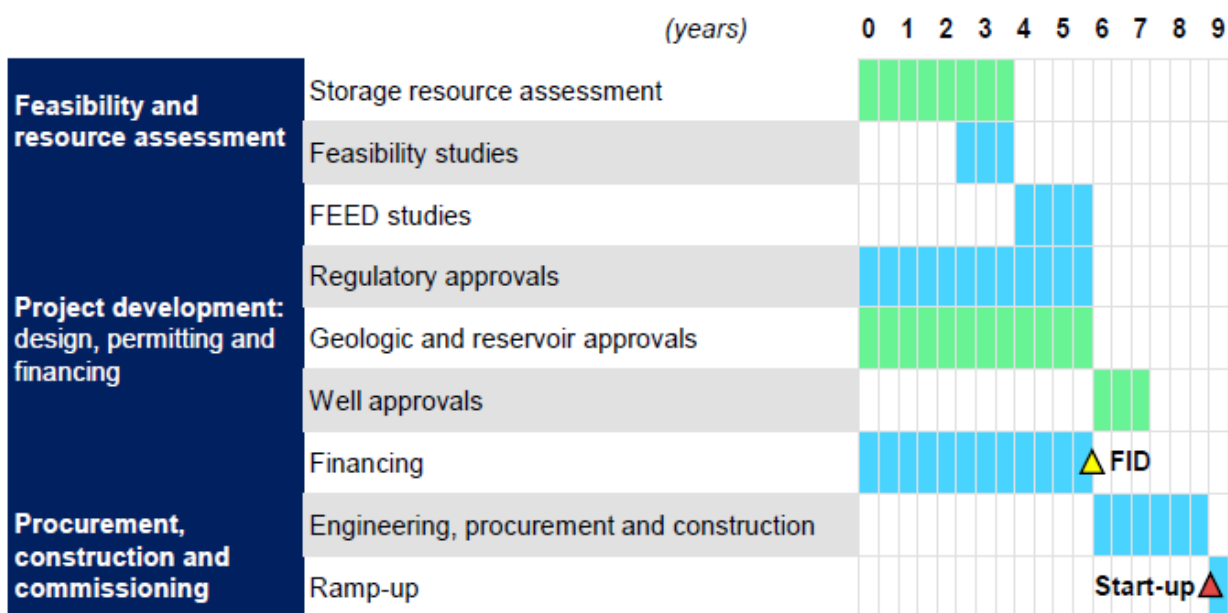 (years) 0 1 2 3 4 5 6 7 8 9
Feasibility and
resource assessment
Storage resource assessment
Feasibility studies
Project development:
design, permitting and
financing
FEED studies
Regulatory approvals
Geologic and reservoir approvals
Well approvals
Financing
FID
Procurement,
construction and
commissioning
Engineering, procurement and construction
Ramp-up
Start-up